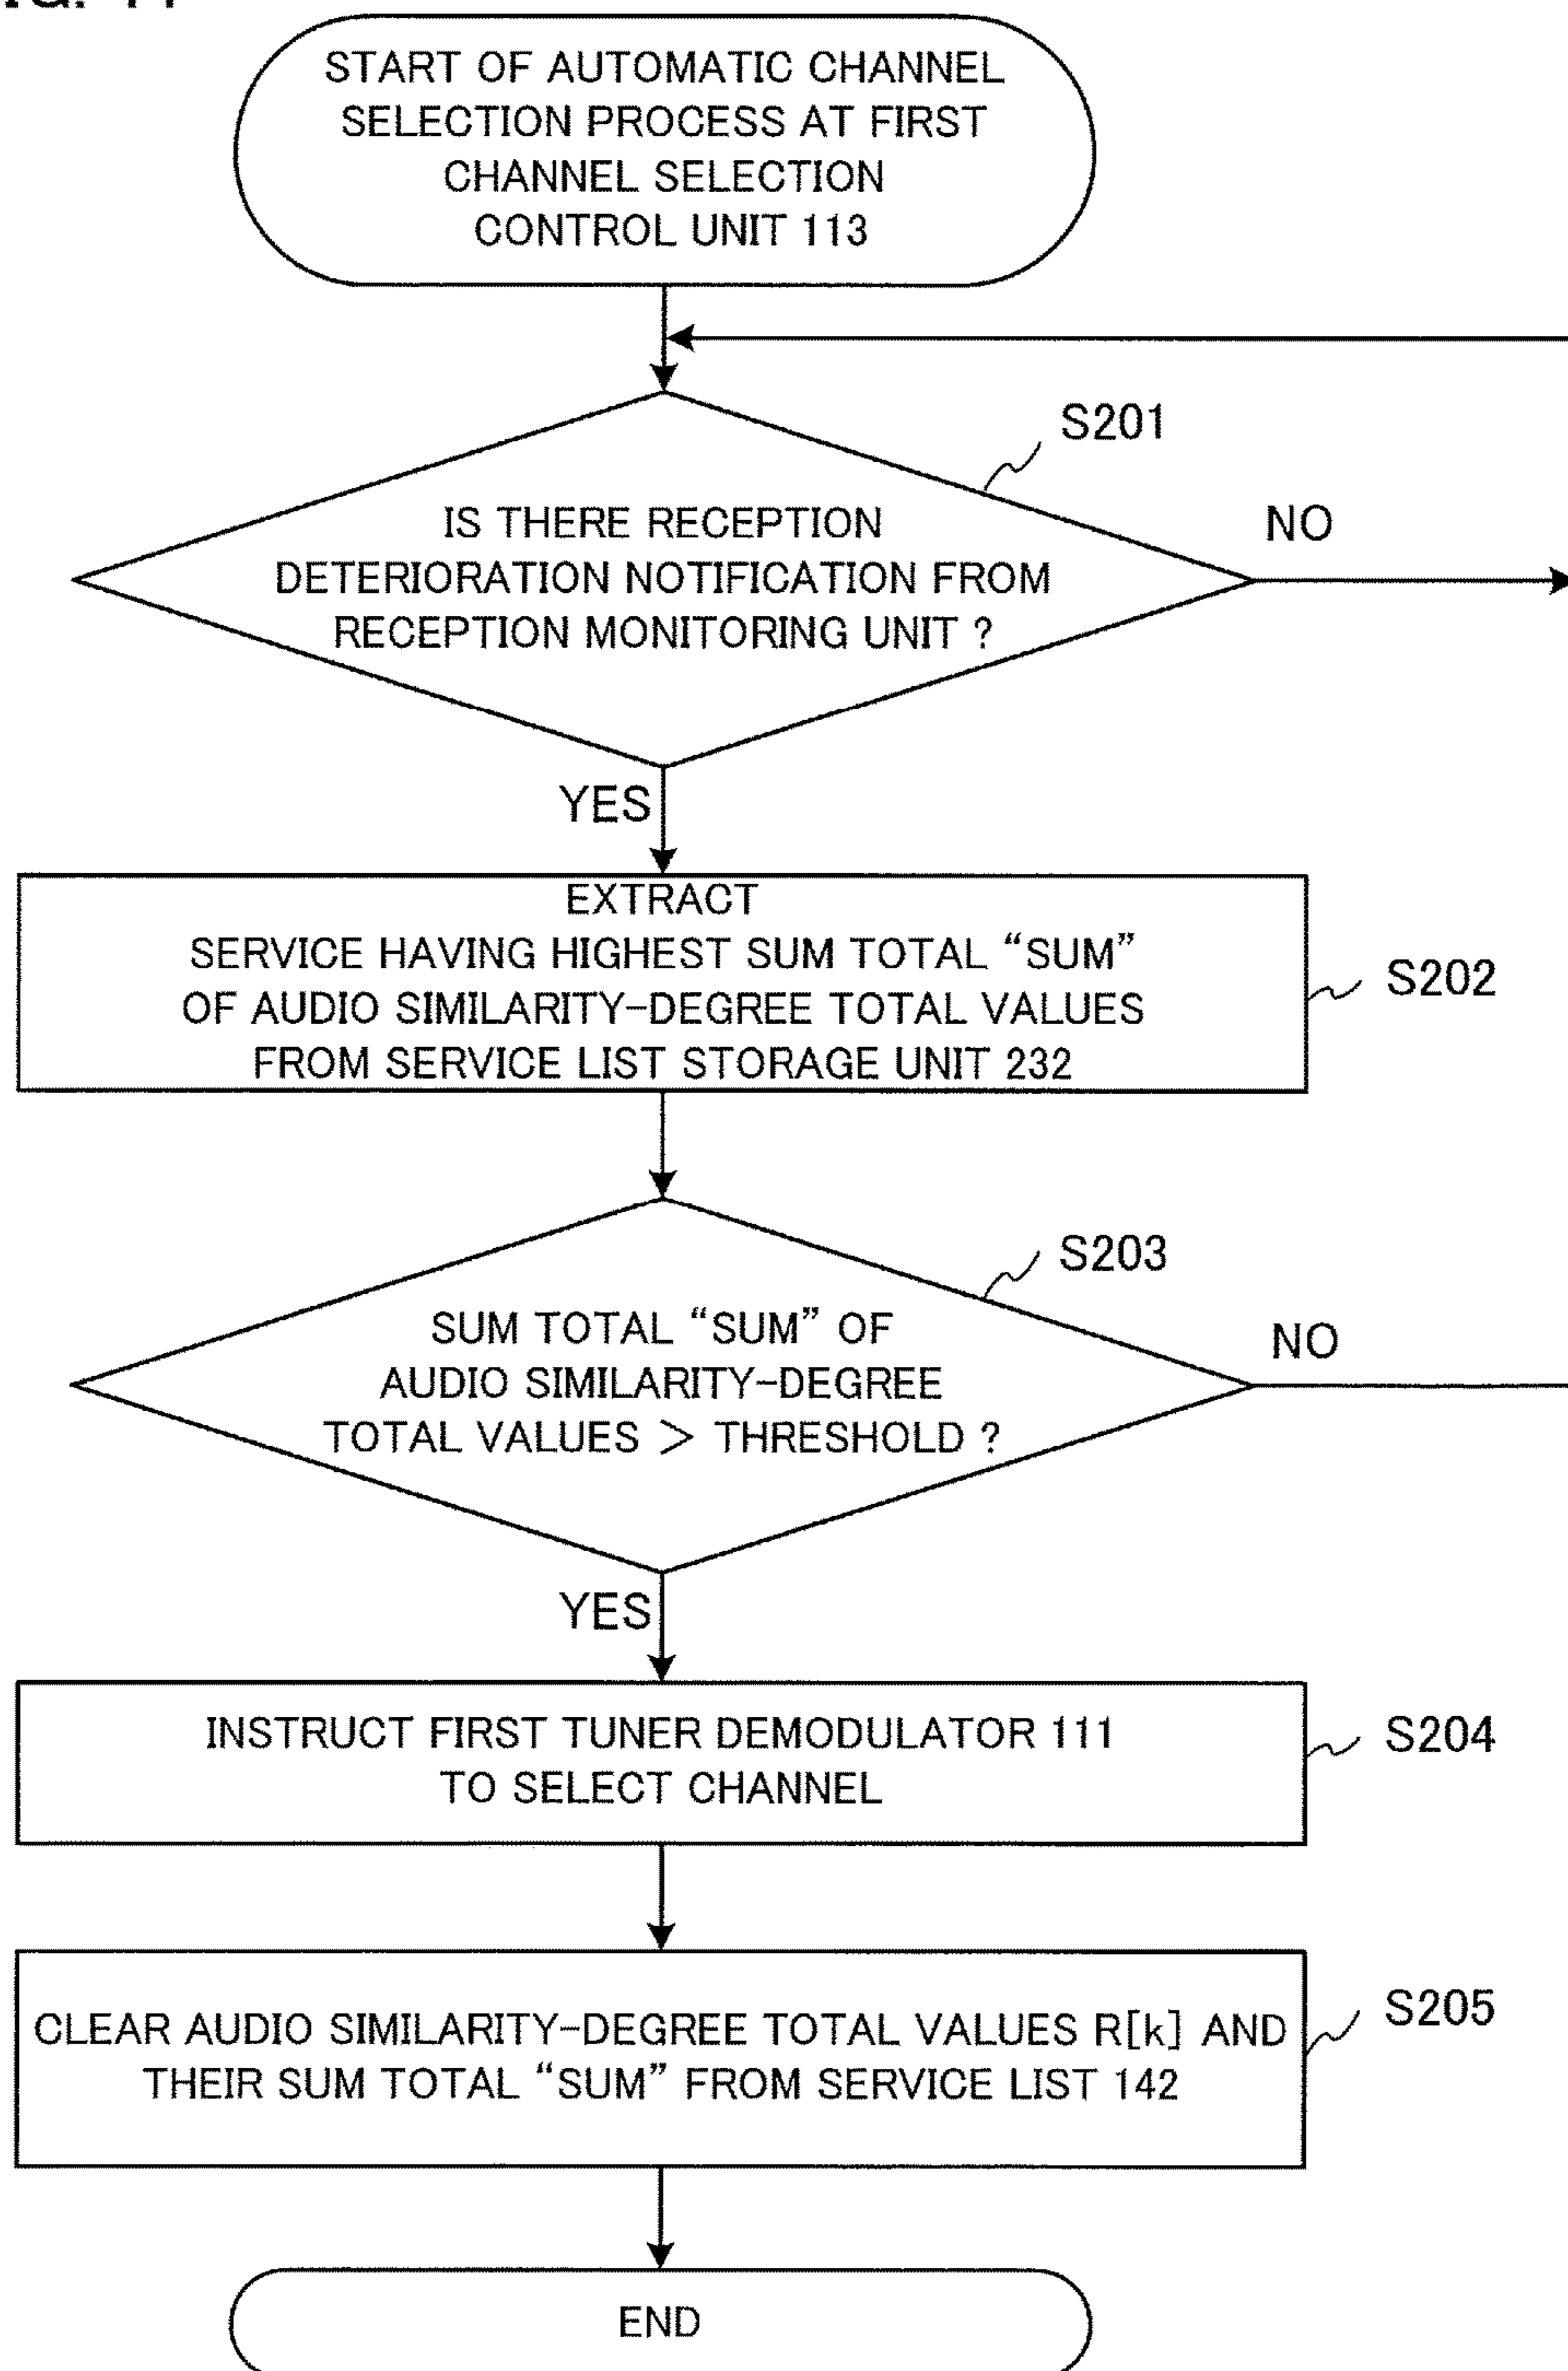 START OF AUTOMATIC CHANNEL
SELECTION PROCESS AT FIRST
CHANNEL SELECTION
CONTROL UNIT 113
S201
IS THERE RECEPTION
DETERIORATION NOTIFICATION FROM
RECEPTION MONITORING UNIT ?
NO
YES
EXTRACT
SERVICE HAVING HIGHEST SUM TOTAL “SUM”
OF AUDIO SIMILARITY-DEGREE TOTAL VALUES
FROM SERVICE LIST STORAGE UNIT 232
S202
S203
SUM TOTAL “SUM” OF
AUDIO SIMILARITY-DEGREE
TOTAL VALUES > THRESHOLD ?
NO
YES
INSTRUCT FIRST TUNER DEMODULATOR 111
TO SELECT CHANNEL
S204
CLEAR AUDIO SIMILARITY-DEGREE TOTAL VALUES R[k] AND
THEIR SUM TOTAL “SUM” FROM SERVICE LIST 142
S205
END